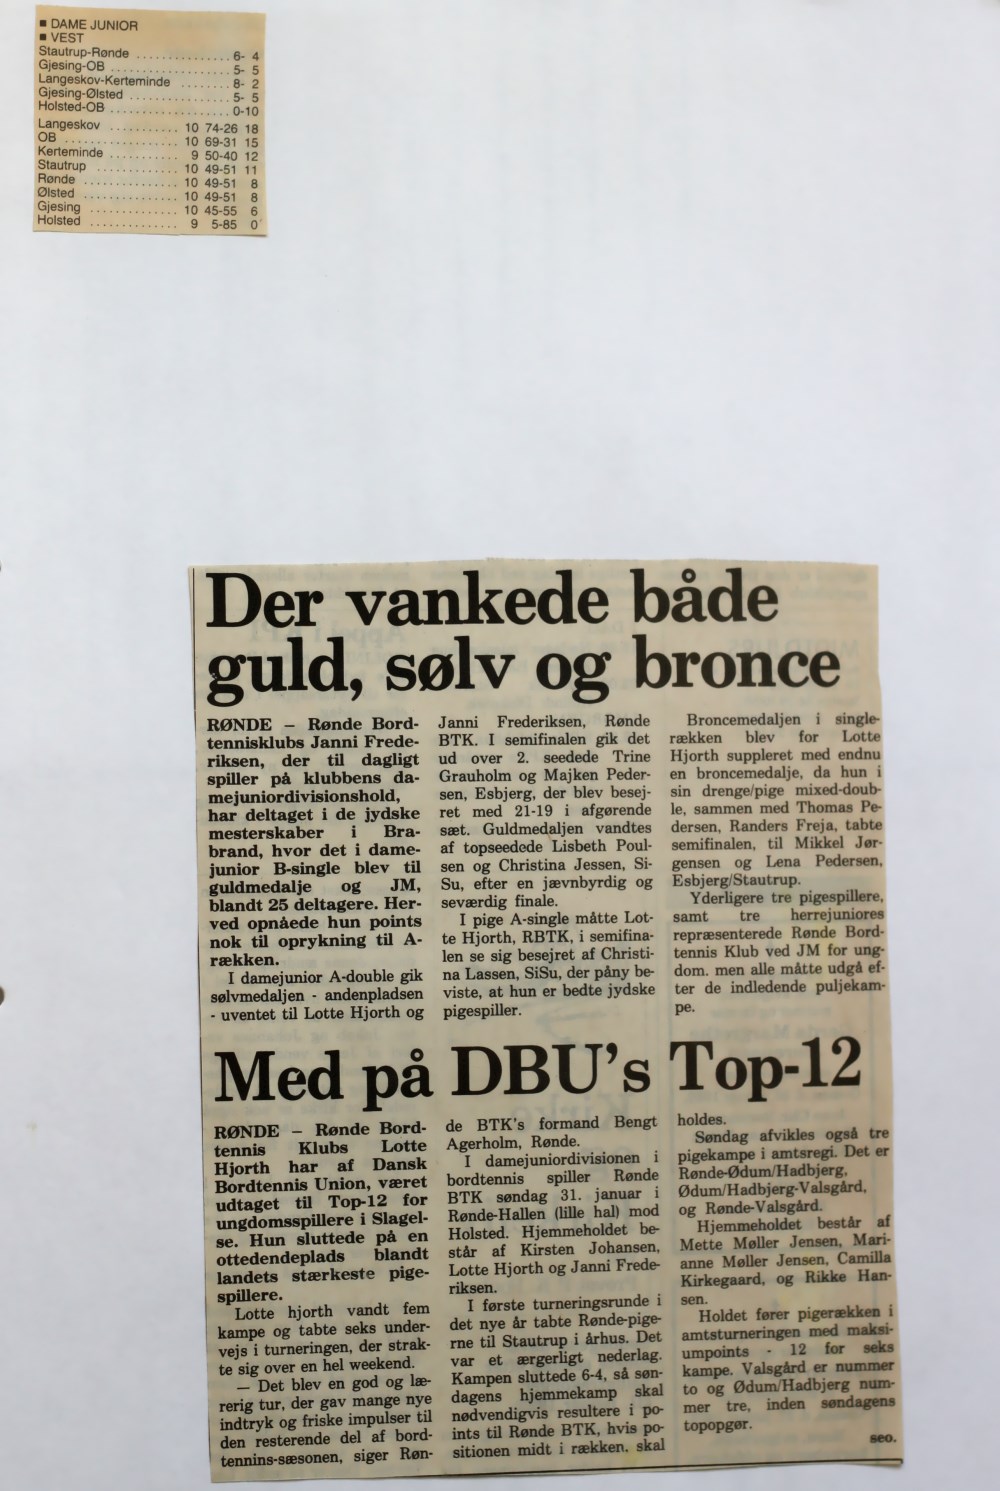 ■ DAME JUNIOR
■ VEST
Stautrup-Rønde .............. 6- 4
Gjesing-OB .................. 5- 5
Langeskov-Kerteminde ....... 8- 2
Gjesing-Ølsted ............... 5- 5
Holsted-OB .................. 0-10
Langeskov .......... 10 74-26 18
OB ................. 10 69-31 15
Kerteminde .......... 9 50-40 12
Stautrup ............ 10 49-51 11
Rønde .............. 10 49-51 8
Ølsted .............. 10 49-51 8
Gjesing ............. 10 45-55 6
Holsted ............. 9 5-85 0
Der vankede både
guld, sølv og bronce
RØNDE – Rønde Bord-
tennisklubs Janni Frede-
riksen, der til dagligt
spiller på klubbens da-
mejuniordivisionshold,
har deltaget i de jydske
mesterskaber i Bra-
brand, hvor det i dame-
junior B-single blev til
guldmedalje og JM,
blandt 25 deltagere. Her-
ved opnåede hun points
nok til oprykning til A-
rækken.
I damejunior A-double gik
sølvmedaljen - andenpladsen
- uventet til Lotte Hjorth og
Janni Frederiksen, Rønde
BTK. I semifinalen gik det
ud over 2. seedede Trine
Grauholm og Majken Peder-
sen, Esbjerg, der blev besej-
ret med 21-19 i afgørende
sæt. Guldmedaljen vandtes
af topseedede Lisbeth Poul-
sen og Christina Jessen, Si-
Su, efter en jævnbyrdig og
seværdig finale.
I pige A-single måtte Lot-
te Hjorth, RBTK, i semifina-
len se sig besejret af Christi-
na Lassen, SiSu, der påny be-
viste, at hun er bedte jydske
pigespiller.
Broncemedaljen i single-
rækken blev for Lotte
Hjorth suppleret med endnu
en broncemedalje, da hun i
sin drenge/pige mixed-doub-
le, sammen med Thomas Pe-
dersen, Randers Freja, tabte
semifinalen, til Mikkel Jør-
gensen og Lena Pedersen,
Esbjerg/Stautrup.
Yderligere tre pigespillere,
samt tre herrejuniores
repræsenterede Rønde Bord-
tennis Klub ved JM for ung-
dom. men alle måtte udgå ef-
ter de indledende puljekam-
pe.
Med på DBU's Top-12
RØNDE – Rønde Bord-
tennis Klubs Lotte
Hjorth har af Dansk
Bordtennis Union, været
udtaget til Top-12 for
ungdomsspillere i Slagel-
se. Hun sluttede på en
ottedendeplads blandt
landets stærkeste pige-
spillere.
Lotte hjorth vandt fem
kampe og tabte seks under-
vejs i turneringen, der strak-
te sig over en hel weekend.
— Det blev en god og læ-
rerig tur, der gav mange nye
indtryk og friske impulser til
den resterende del af bord-
tennins-sæsonen, siger Røn-
de BTK's formand Bengt
Agerholm, Rønde.
I damejuniordivisionen i
bordtennis spiller Rønde
BTK søndag 31. januar i
Rønde-Hallen (lille hal) mod
Holsted. Hjemmeholdet be-
står af Kirsten Johansen,
Lotte Hjorth og Janni Frede-
riksen.
I første turneringsrunde i
det nye år tabte Rønde-pige-
rne til Stautrup i århus. Det
var et ærgerligt nederlag.
Kampen sluttede 6-4, så søn-
dagens hjemmekamp skal
nødvendigvis resultere i po-
ints til Rønde BTK, hvis po-
sitionen midt i rækken. skal
holdes.
Søndag afvikles også tre
pigekampe i amtsregi. Det er
Rønde-Ødum/Hadbjerg,
Ødum/Hadbjerg-Valsgård,
og Rønde-Valsgård.
Hjemmeholdet består af
Mette Møller Jensen, Mari-
anne Møller Jensen, Camilla
Kirkegaard, og Rikke Han-
sen.
Holdet fører pigerækken i
amtsturneringen med maksi-
umpoints - 12 for seks
kampe. Valsgård er nummer
to og Ødum/Hadbjerg num-
mer tre, inden søndagens
topopgør.
seo.